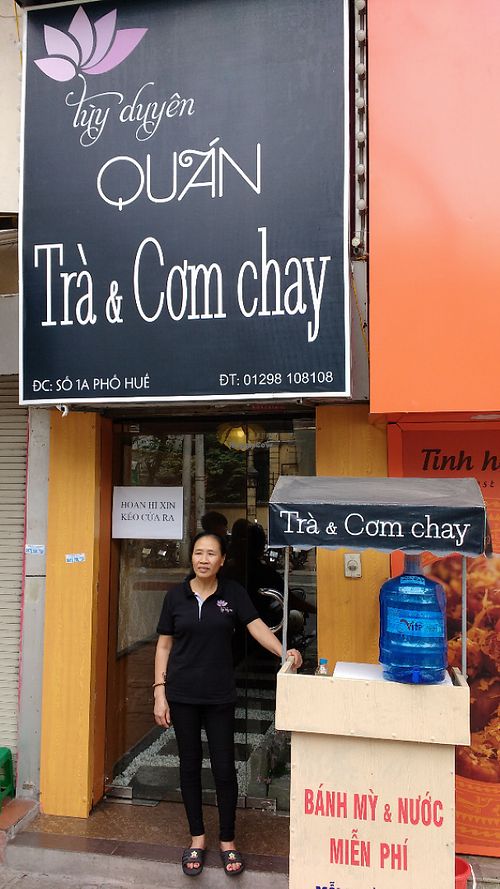 tùy duyên
QUÁN
Trà & Cơm chay
ĐC: SỐ 1A PHỐ HUẾ ĐT: 01298 108108
HOAN HỈ XIN
KÉO CỬA RA
Tinh h
Trà & Cơm chay
BÁNH MỲ & NƯỚC
MIỄN PHÍ